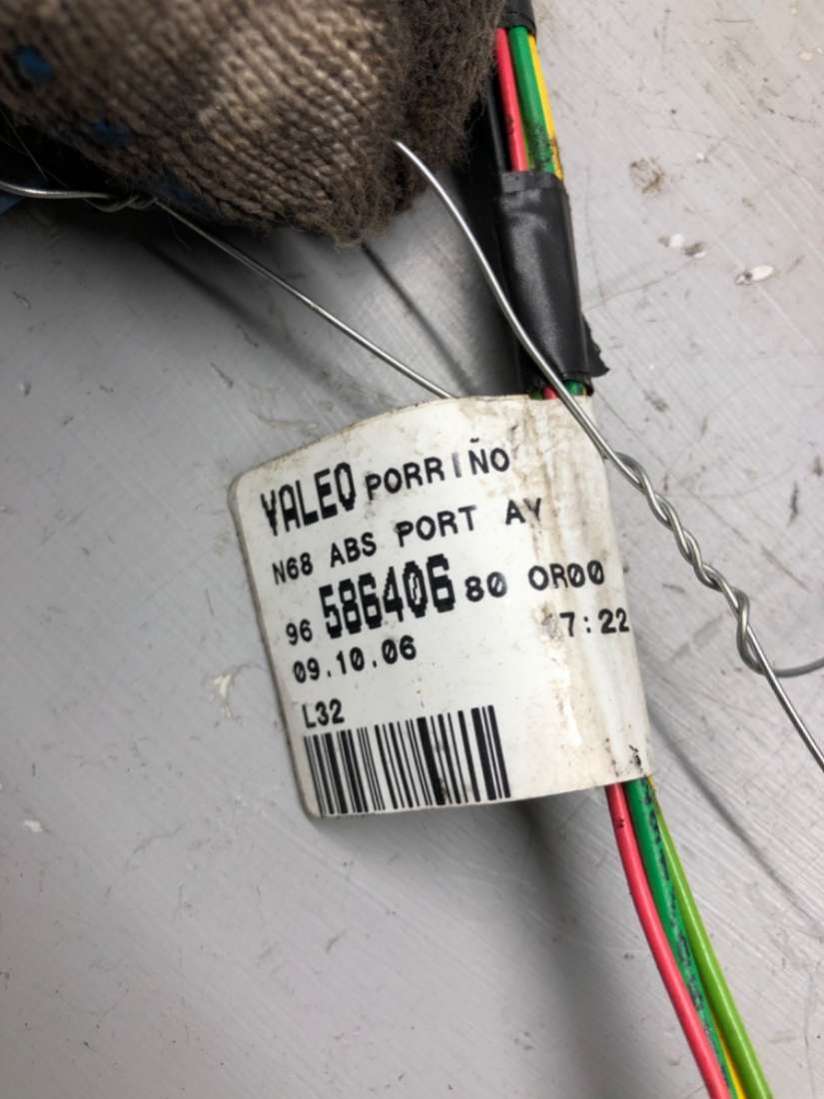 VALEO PORRIÑO
N68 ABS PORT AV
96 586406 80 OR00
09.10.06 7:22
L32